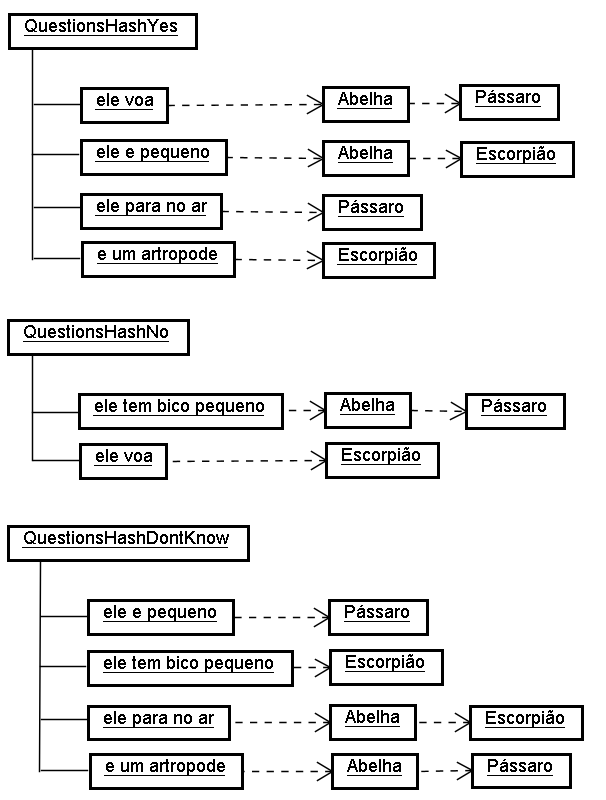 QuestionsHashYes
ele voa Abelha Pássaro
ele e pequeno Abelha Escorpião
ele para no ar Pássaro
e um artropode Escorpião
QuestionsHashNo
ele tem bico pequeno Abelha Pássaro
ele voa Escorpião
QuestionsHashDontKnow
ele e pequeno Pássaro
ele tem bico pequeno Escorpião
ele para no ar Abelha Escorpião
e um artropode Abelha Pássaro